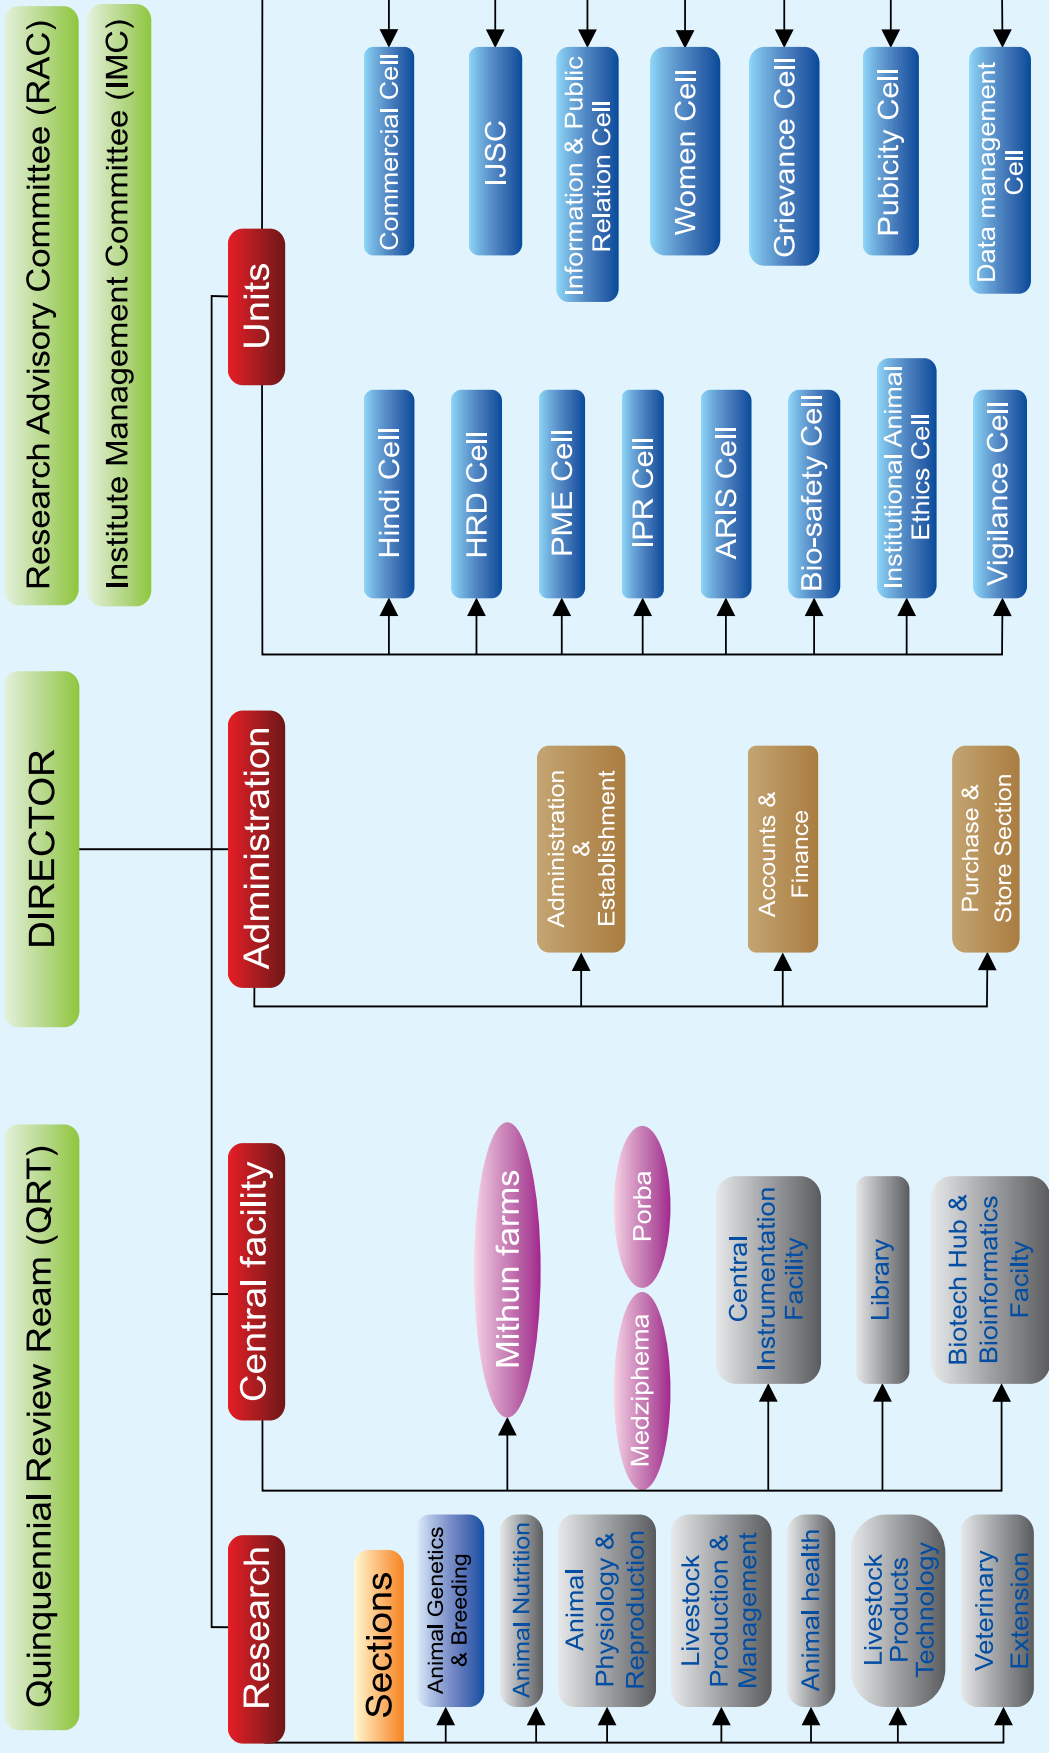 Quinquennial Review Ream (QRT)
DIRECTOR
Research Advisory Committee (RAC)
Institute Management Committee (IMC)
Research
Central facility
Administration
Units
Sections
Animal Genetics
& Breeding
Animal Nutrition
Animal
Physiology &
Reproduction
Livestock
Production &
Management
Animal health
Livestock
Products
Technology
Veterinary
Extension
Mithun farms
Medziphema
Porba
Central
Instrumentation
Facility
Library
Biotech Hub &
Bioinformatics
Facilty
Administration
&
Establishment
Accounts &
Finance
Purchase &
Store Section
Hindi Cell
HRD Cell
PME Cell
IPR Cell
ARIS Cell
Bio-safety Cell
Institutional Animal
Ethics Cell
Vigilance Cell
Commercial Cell
IJSC
Information & Public
Relation Cell
Women Cell
Grievance Cell
Pubicity Cell
Data management
Cell